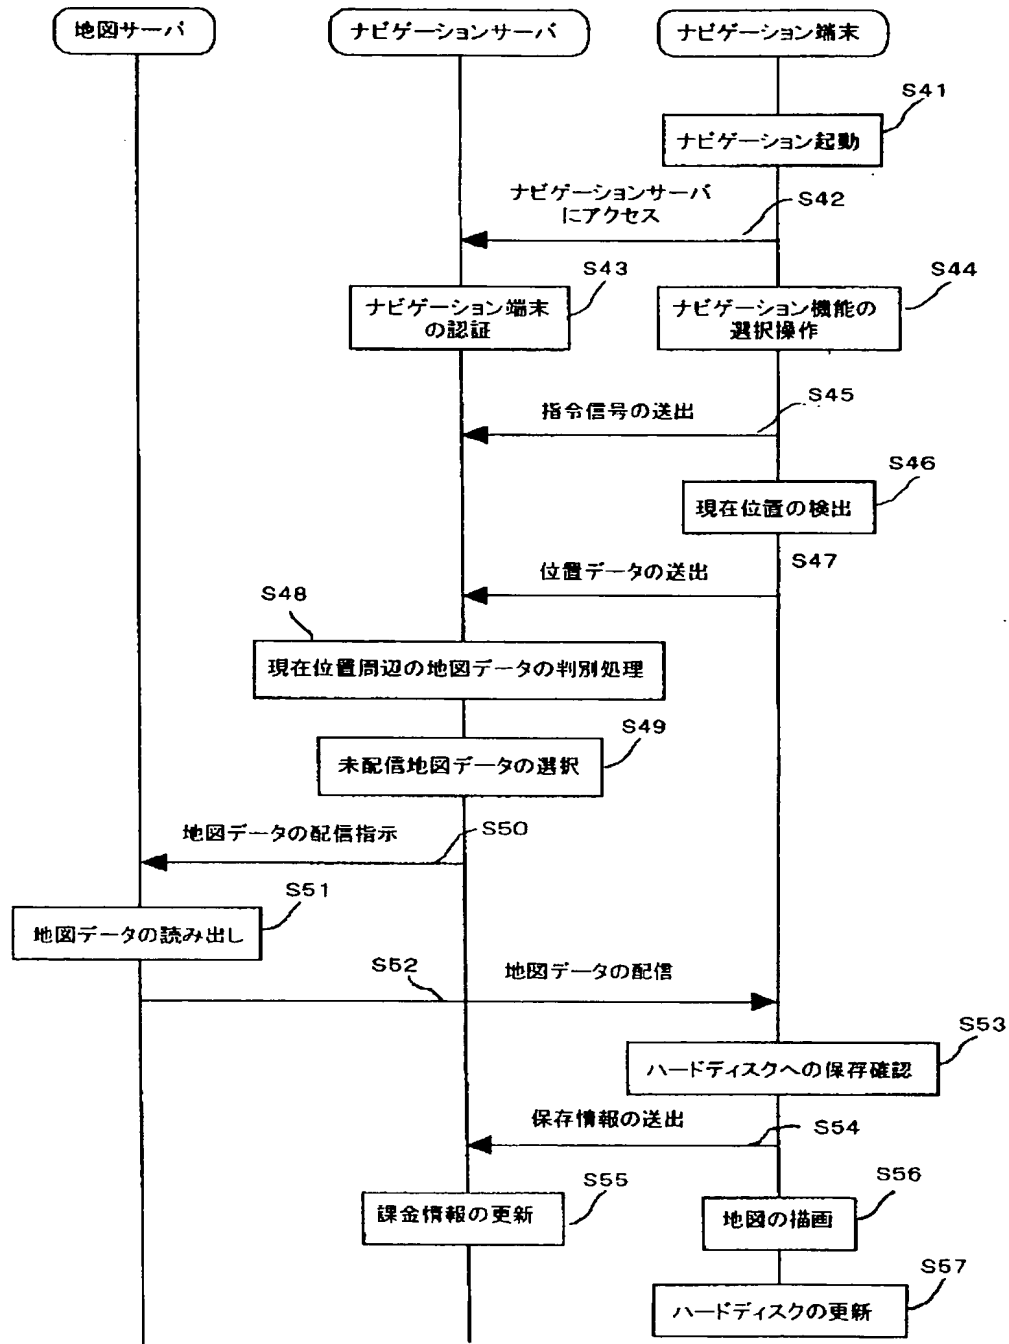 地図サーバ
ナビゲーションサーバ
ナビゲーション端末
S41
ナビゲーション起動
ナビゲーションサーバ
にアクセス
S42
S43
ナビゲーション端末
の認証
S44
ナビゲーション機能の
選択操作
指令信号の送出
S45
S46
現在位置の検出
S47
位置データの送出
S48
現在位置周辺の地図データの判別処理
S49
未配信地図データの選択
地図データの配信指示
S50
S51
地図データの読み出し
S52
地図データの配信
S53
ハードディスクへの保存確認
保存情報の送出
S54
S55
課金情報の更新
S56
地図の描画
S57
ハードディスクの更新